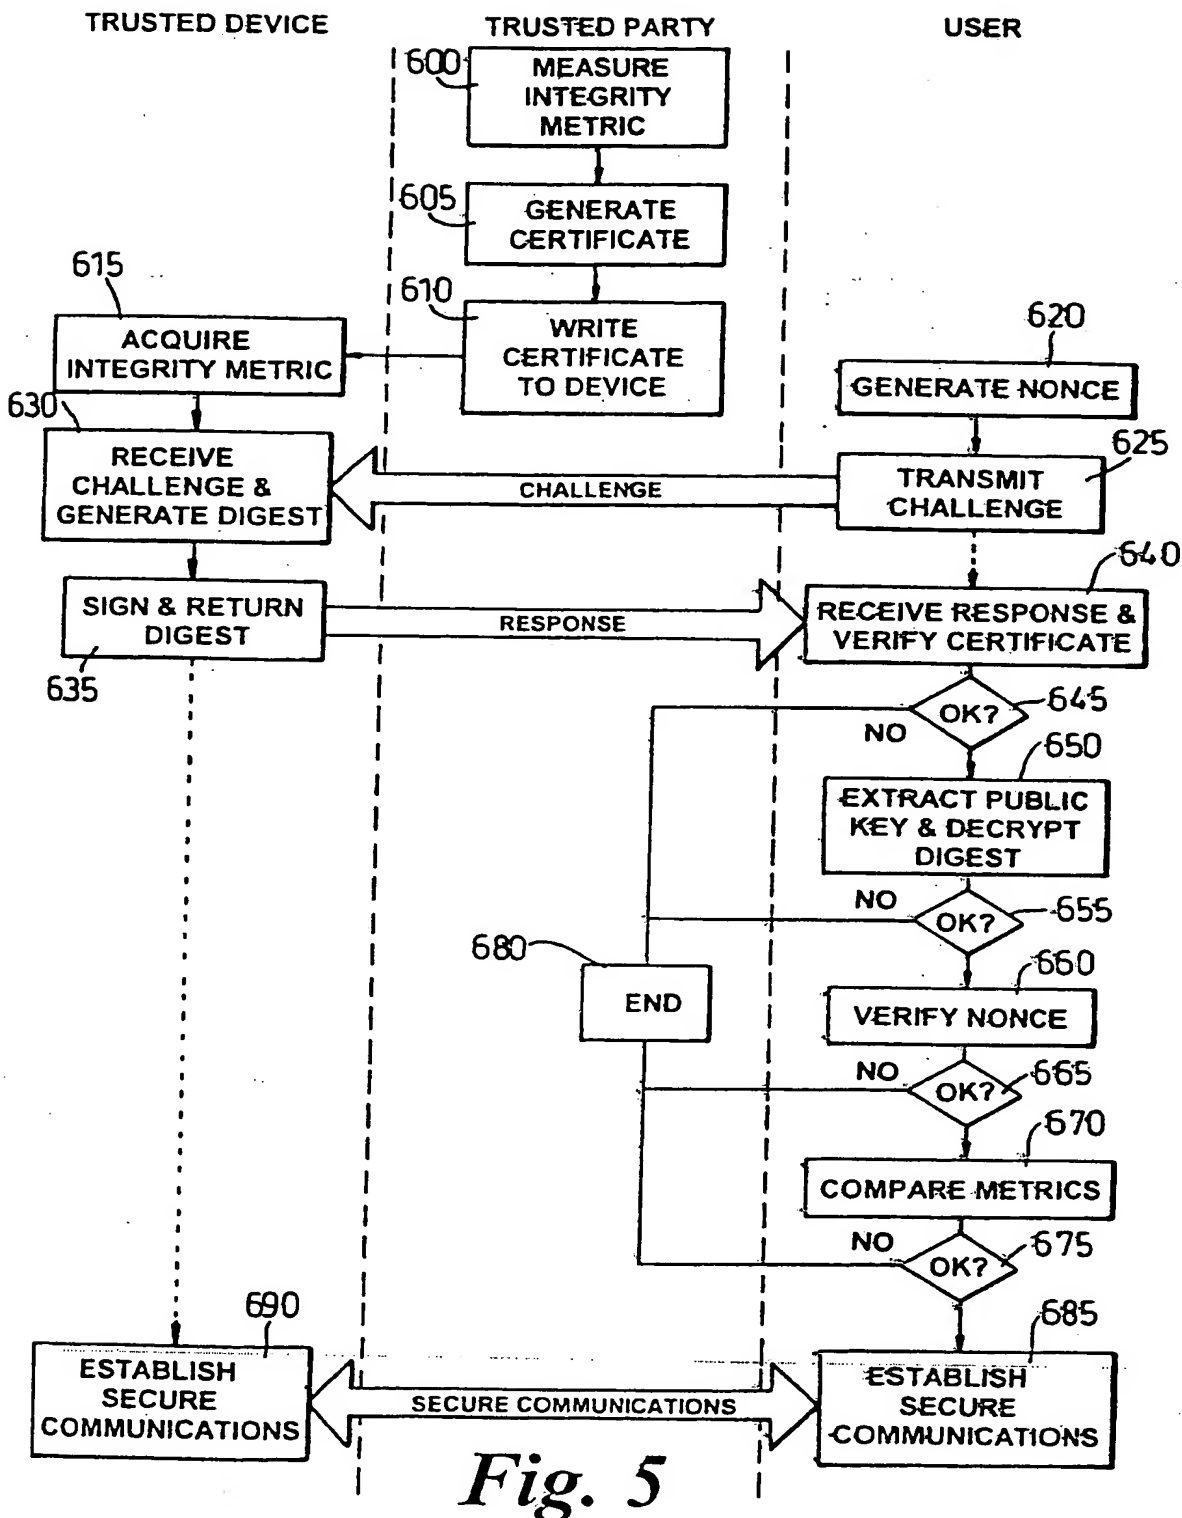 TRUSTED DEVICE
TRUSTED PARTY
USER
600
MEASURE
INTEGRITY
METRIC
605
GENERATE
CERTIFICATE
610
WRITE
CERTIFICATE
TO DEVICE
615
ACQUIRE
INTEGRITY METRIC
620
GENERATE NONCE
630
RECEIVE
CHALLENGE &
GENERATE DIGEST
CHALLENGE
625
TRANSMIT
CHALLENGE
SIGN & RETURN
DIGEST
635
RESPONSE
640
RECEIVE RESPONSE &
VERIFY CERTIFICATE
OK?
645
NO
650
EXTRACT PUBLIC
KEY & DECRYPT
DIGEST
NO
OK?
655
680
END
660
VERIFY NONCE
NO
OK?
665
670
COMPARE METRICS
NO
OK?
675
690
ESTABLISH
SECURE
COMMUNICATIONS
SECURE COMMUNICATIONS
685
ESTABLISH
SECURE
COMMUNICATIONS
Fig. 5